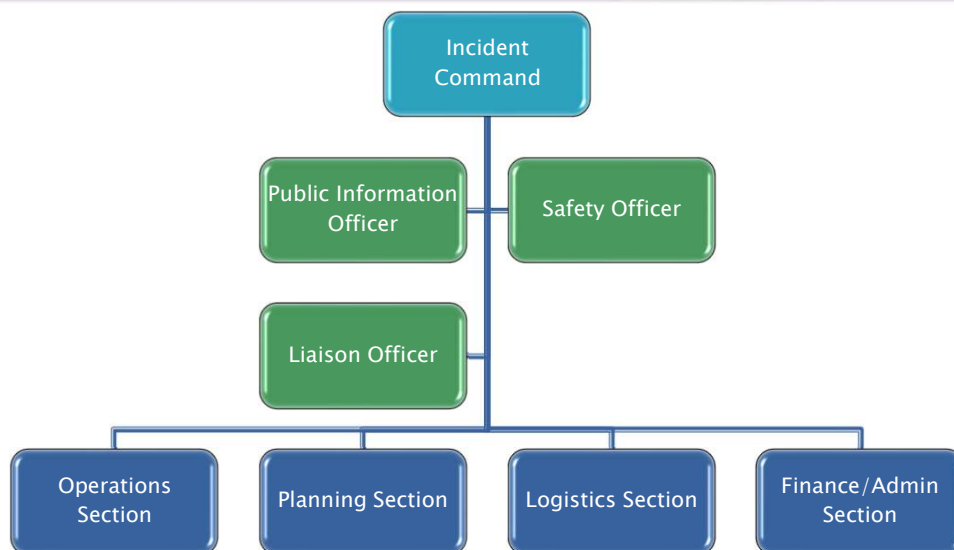 Incident
Command
Public Information
Officer
Safety Officer
Liaison Officer
Operations
Section
Planning Section
Logistics Section
Finance/Admin
Section